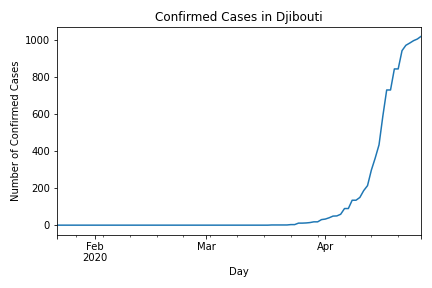 Confirmed Cases in Djibouti
1000
800
600
400
200
0
Number of Confirmed Cases
Feb
2020
Mar
Apr
Day